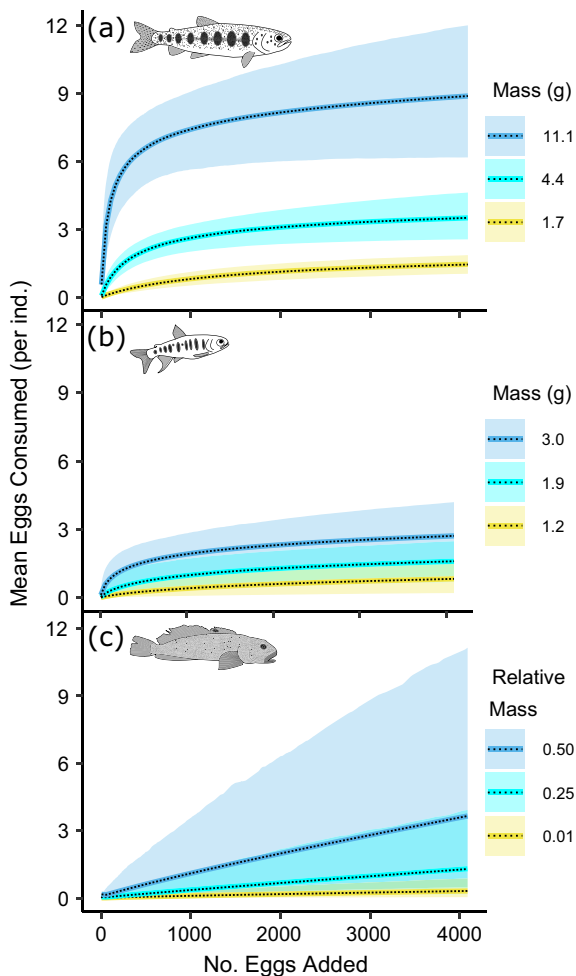 Mean Eggs Consumed (per ind.)
(a)
12
9
6
3
0
Mass (g)
11.1
4.4
1.7
(b)
12
9
6
3
0
Mass (g)
3.0
1.9
1.2
(c)
12
9
6
3
0
Relative
Mass
0.50
0.25
0.01
0 1000 2000 3000 4000
No. Eggs Added